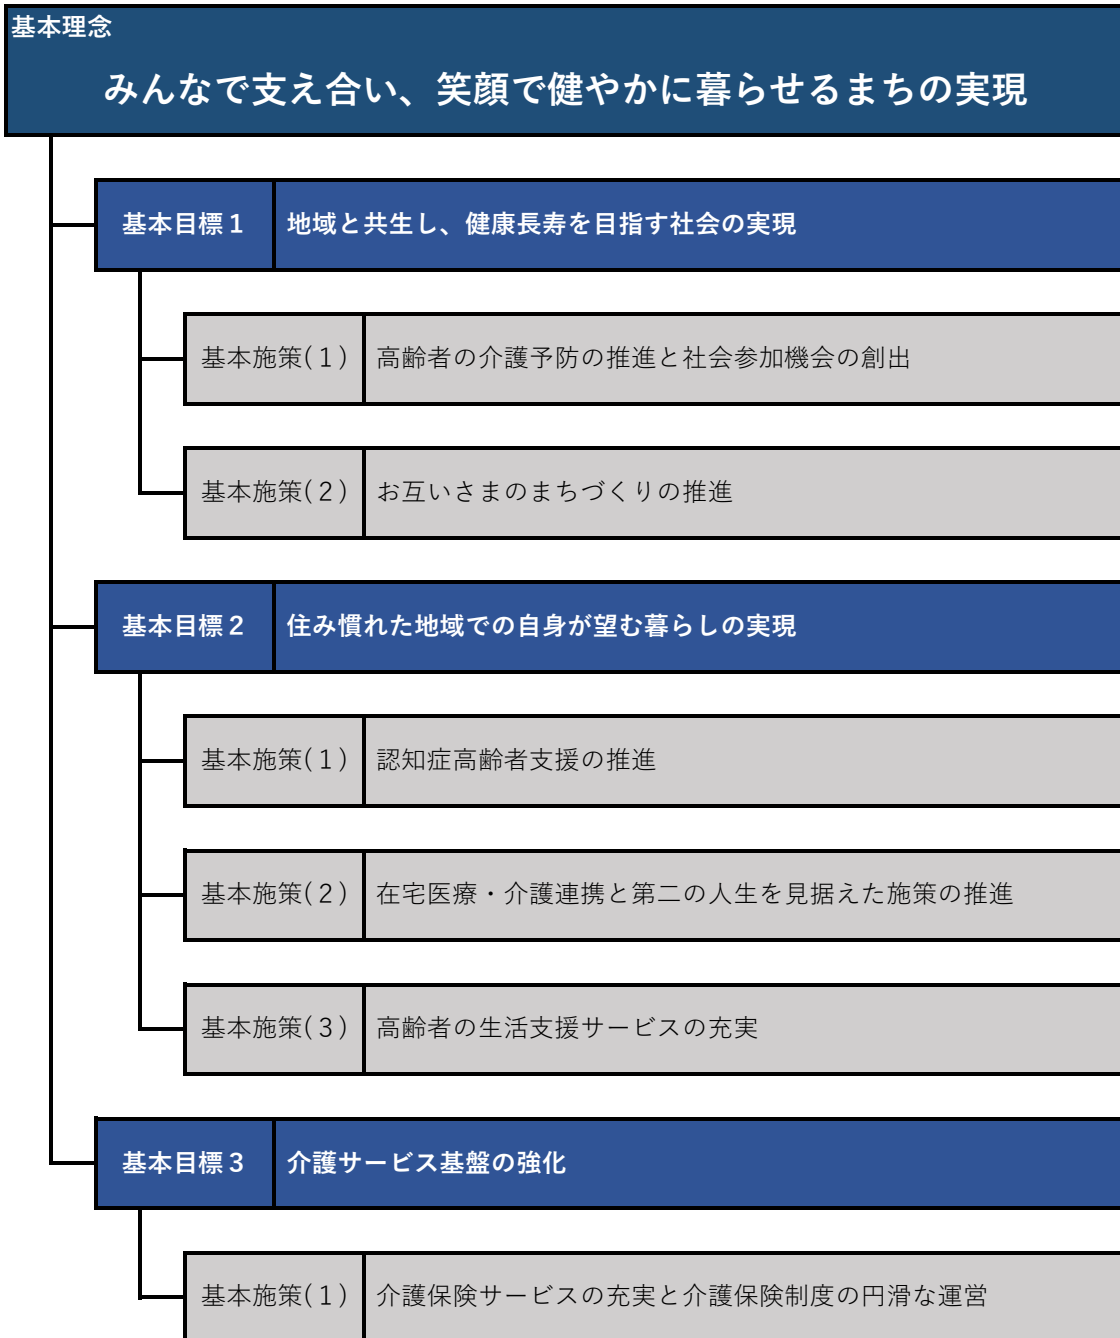 基本理念
みんなで支え合い、笑顔で健やかに暮らせるまちの実現
基本目標１ 地域と共生し、健康長寿を目指す社会の実現
基本施策(１) 高齢者の介護予防の推進と社会参加機会の創出
基本施策(２) お互いさまのまちづくりの推進
基本目標２ 住み慣れた地域での自身が望む暮らしの実現
基本施策(１) 認知症高齢者支援の推進
基本施策(２) 在宅医療・介護連携と第二の人生を見据えた施策の推進
基本施策(３) 高齢者の生活支援サービスの充実
基本目標３ 介護サービス基盤の強化
基本施策(１) 介護保険サービスの充実と介護保険制度の円滑な運営